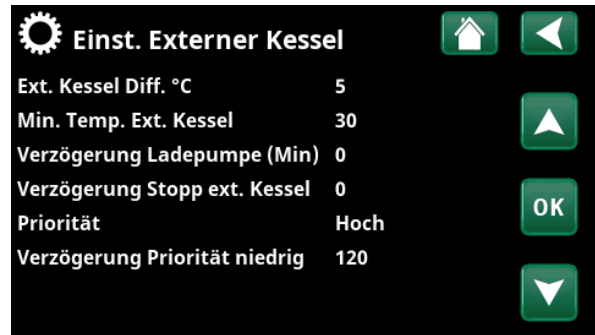 Einst. Externer Kessel
Ext. Kessel Diff. °C 5
Min. Temp. Ext. Kessel 30
Verzögerung Ladepumpe (Min) 0
Verzögerung Stopp ext. Kessel 0
Priorität Hoch
Verzögerung Priorität niedrig 120
OK